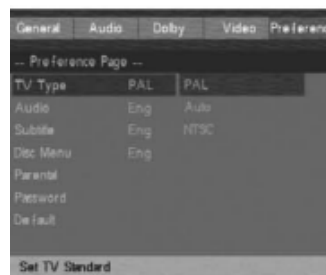 General Audio Dolby Video Preferen
-- Preference Page --
TV Type PAL PAL
Audio Eng Auto
Subtitle Eng NTSC
Disc Menu Eng
Parental
Password
Default
Set TV Standard